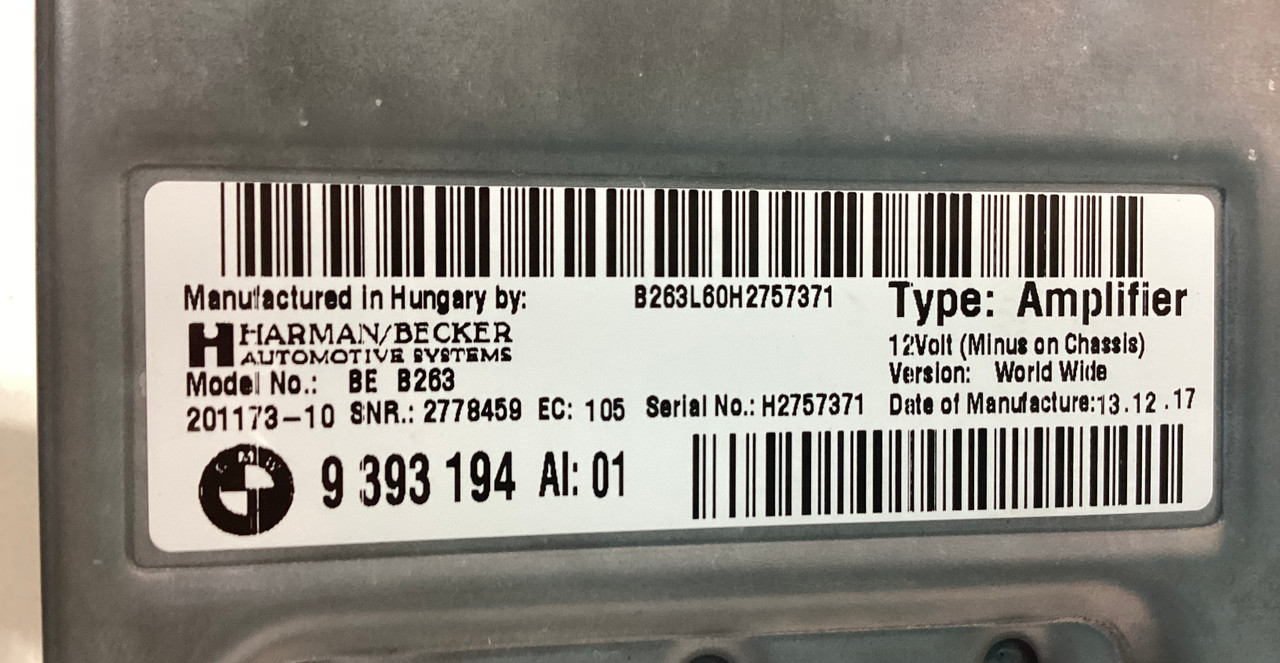 B263L60H2757371
Manufactured in Hungary by:
HARMAN/BECKER
AUTOMOTIVE SYSTEMS
Model No.: BE B263
201173-10 SNR.: 2778459 EC: 105 Serial No.: H2757371
Type: Amplifier
12Volt (Minus on Chassis)
Version: World Wide
Date of Manufacture:13.12.17
BMW
9 393 194 AI: 01